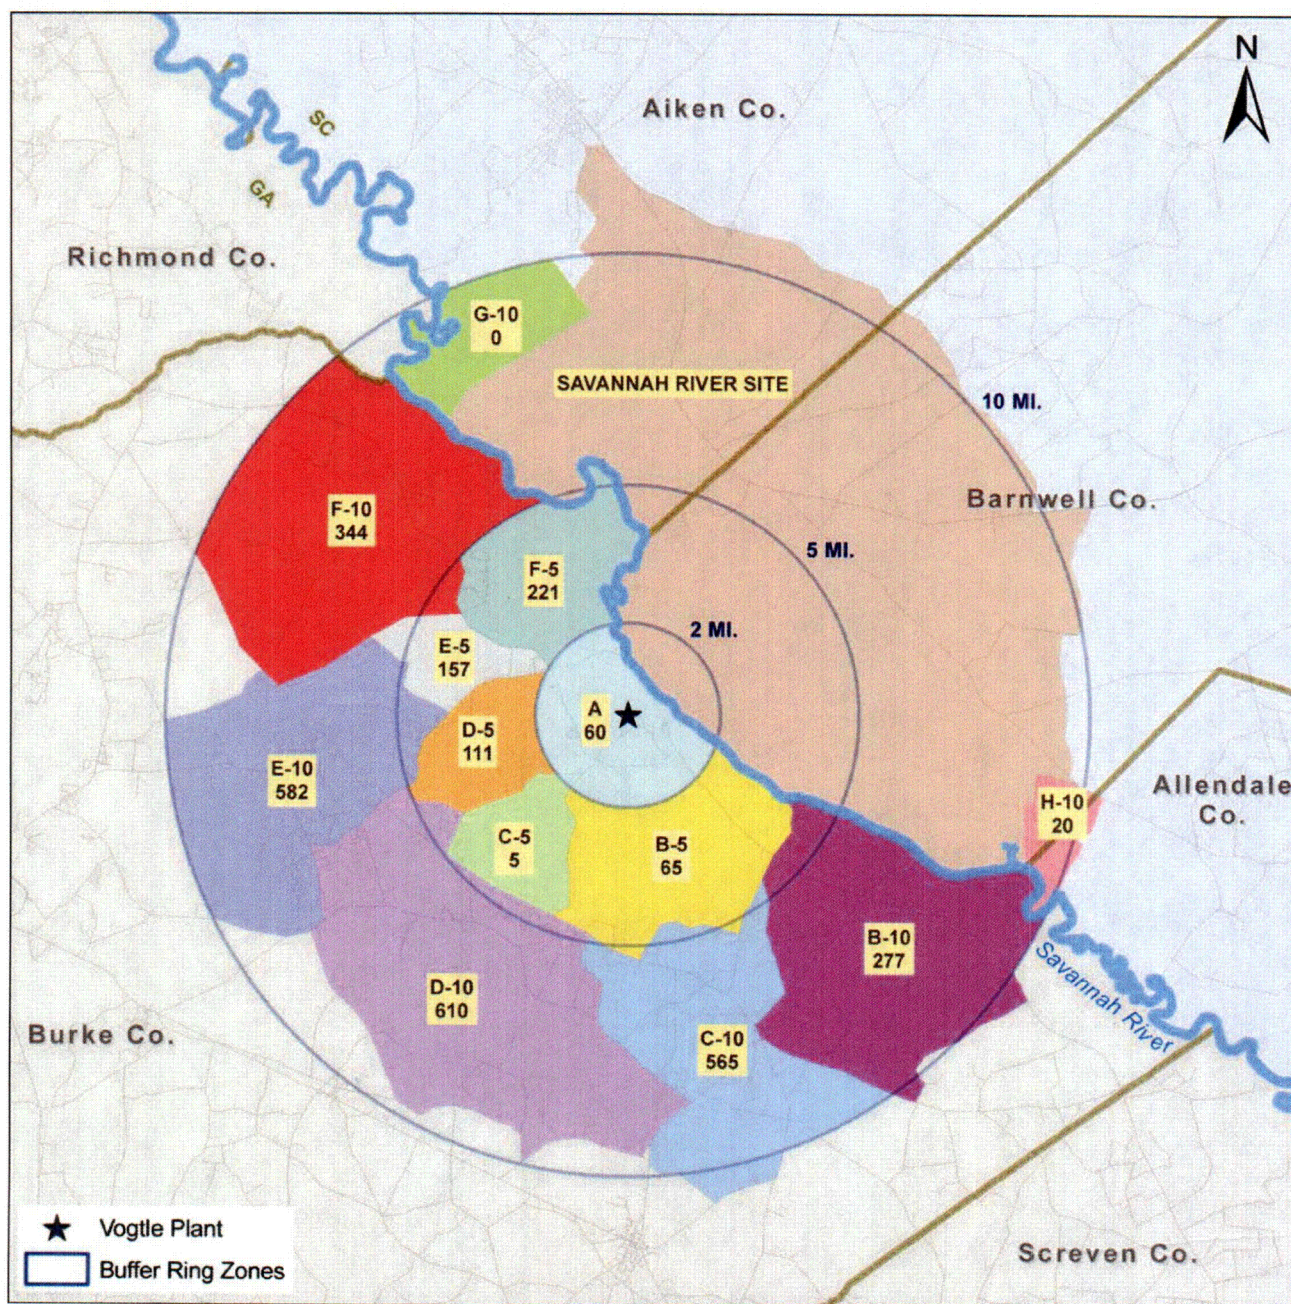 N
Aiken Co.
SC
GA
Richmond Co.
G-10
0
SAVANNAH RIVER SITE
10 MI.
F-10
344
Barnwell Co.
5 MI.
F-5
221
2 MI.
E-5
157
A
60
D-5
111
E-10
582
Allendale
Co.
H-10
20
C-5
5
B-5
65
B-10
277
Savannah River
D-10
610
Burke Co.
C-10
565
Screven Co.
Vogtle Plant
Buffer Ring Zones